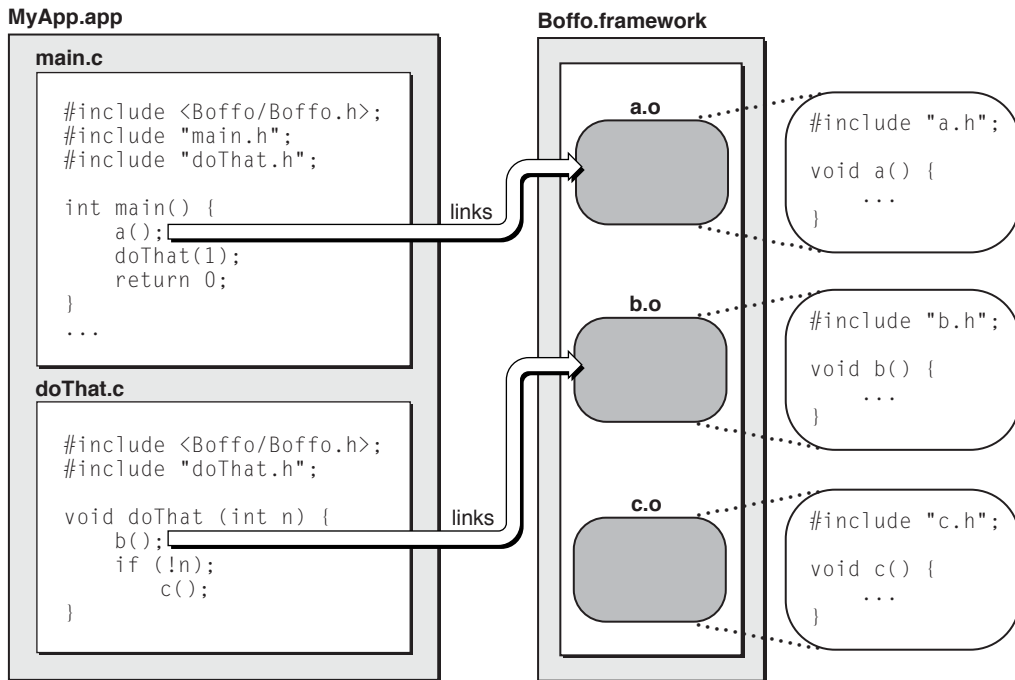 MyApp.app
main.c
#include <Boffo/Boffo.h>;
#include "main.h";
#include "doThat.h";
int main() {
a();
doThat(1);
return 0;
}
...
links
doThat.c
#include <Boffo/Boffo.h>;
#include "doThat.h";
void doThat (int n) {
b();
if (!n);
c();
}
links
Boffo.framework
a.o
#include "a.h";
void a() {
...
}
b.o
#include "b.h";
void b() {
...
}
c.o
#include "c.h";
void c() {
...
}